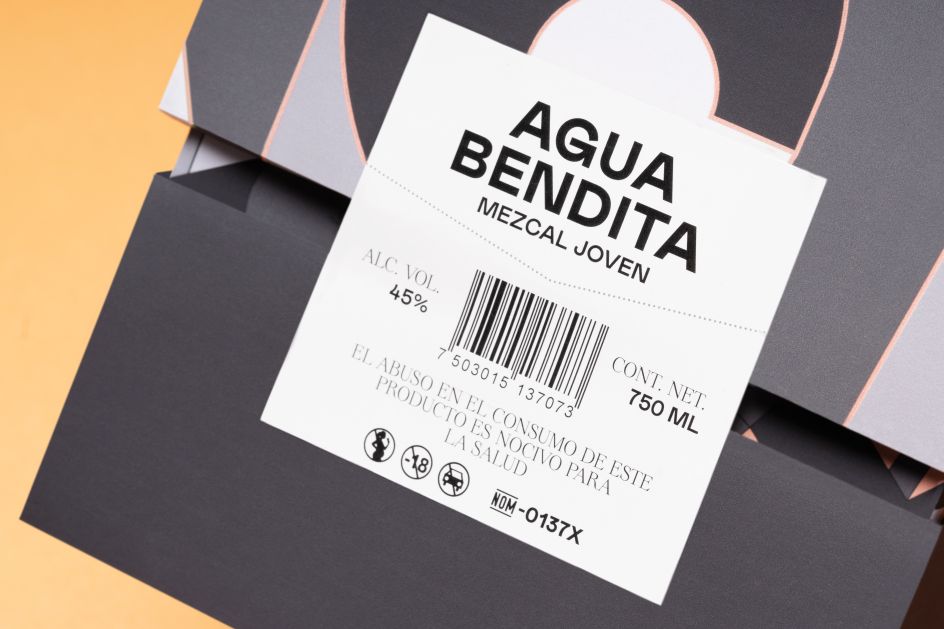 AGUA
BENDITA
MEZCAL JOVEN
ALC. VOL.
45%
7 503015 137073
CONT. NET.
750 ML
EL ABUSO EN EL CONSUMO DE ESTE
PRODUCTO ES NOCIVO PARA
LA SALUD
-18
NOM-0137X